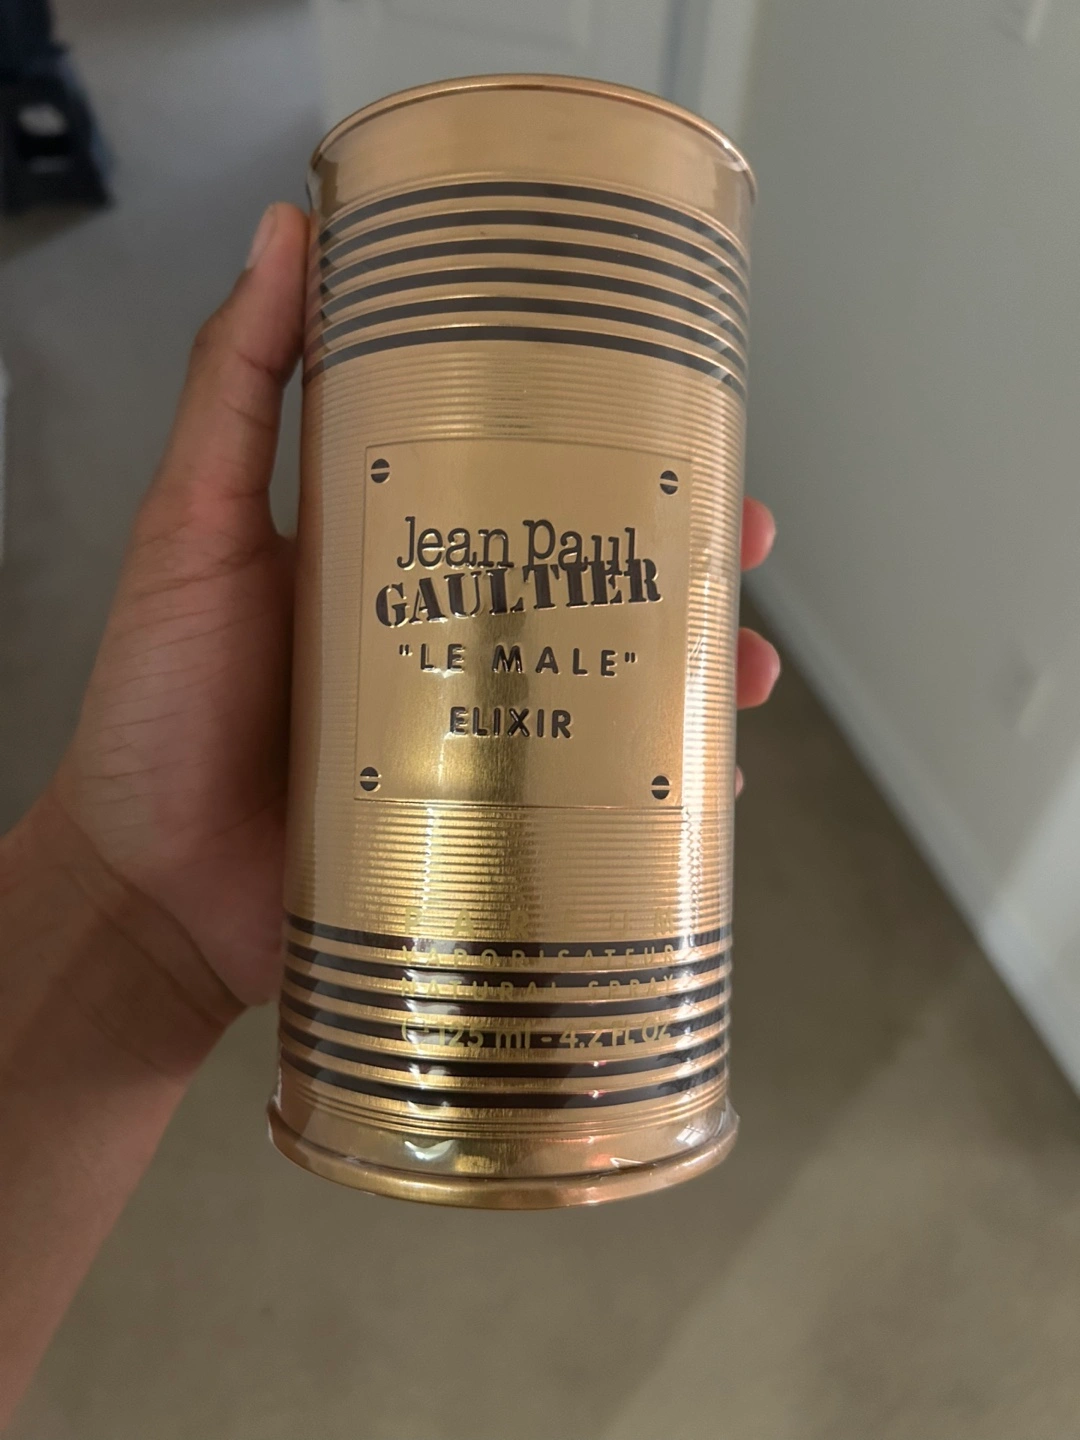 Jean Paul
GAULTIER
"LE MALE"
ELIXIR
PARFUM
VAPORISATEUR
NATURAL SPRAY
℮ 125 ml - 4.2 fl oz